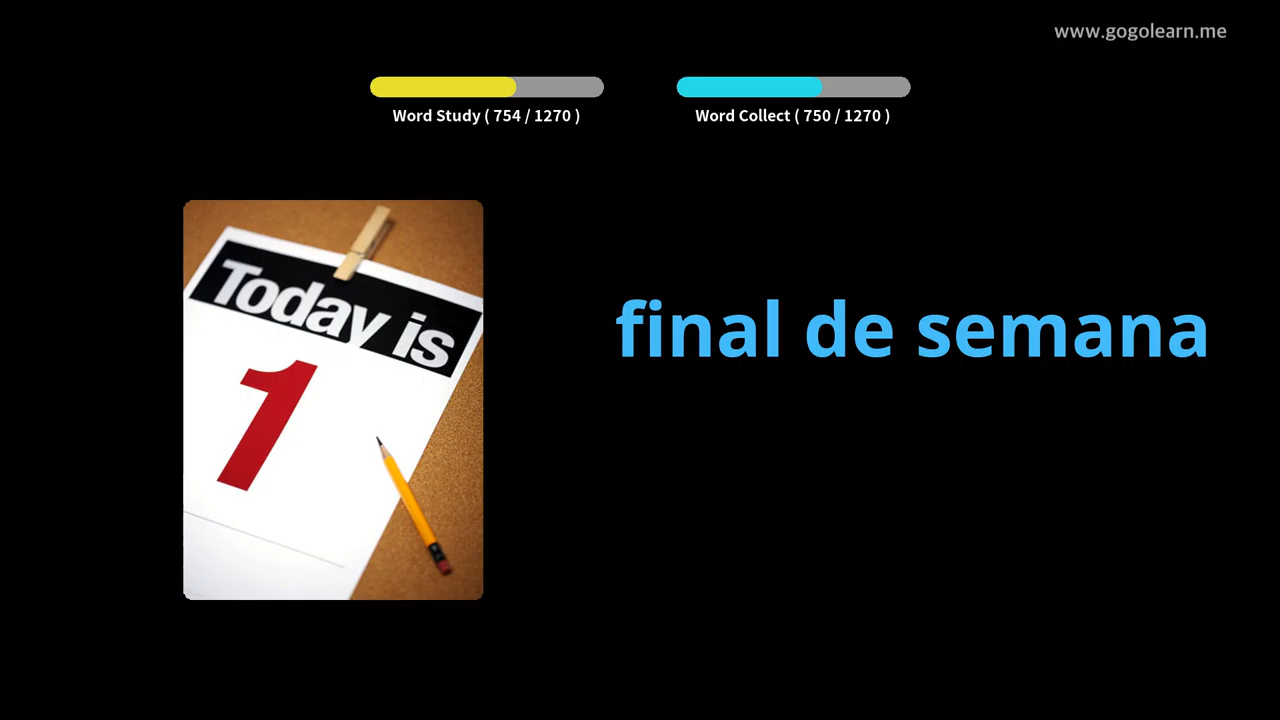 www.gogolearn.me
Word Study ( 754 / 1270 )
Word Collect ( 750 / 1270 )
Today is
1
final de semana